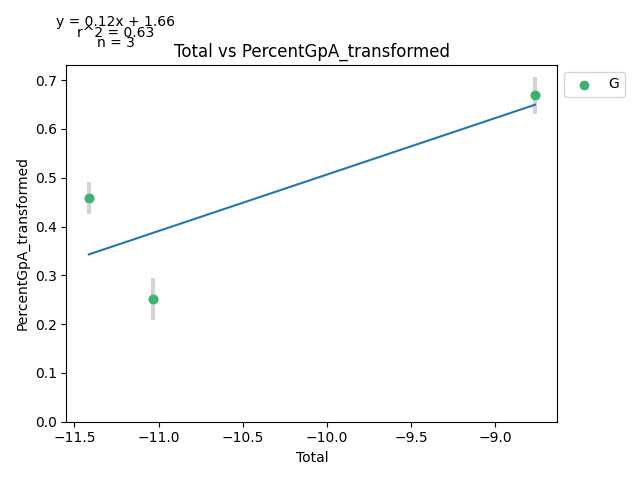 y = 0.12x + 1.66
r^2 = 0.63
n = 3
Total vs PercentGpA_transformed
G
PercentGpA_transformed
0.7
0.6
0.5
0.4
0.3
0.2
0.1
0.0
−11.5 −11.0 −10.5 −10.0 −9.5 −9.0
Total